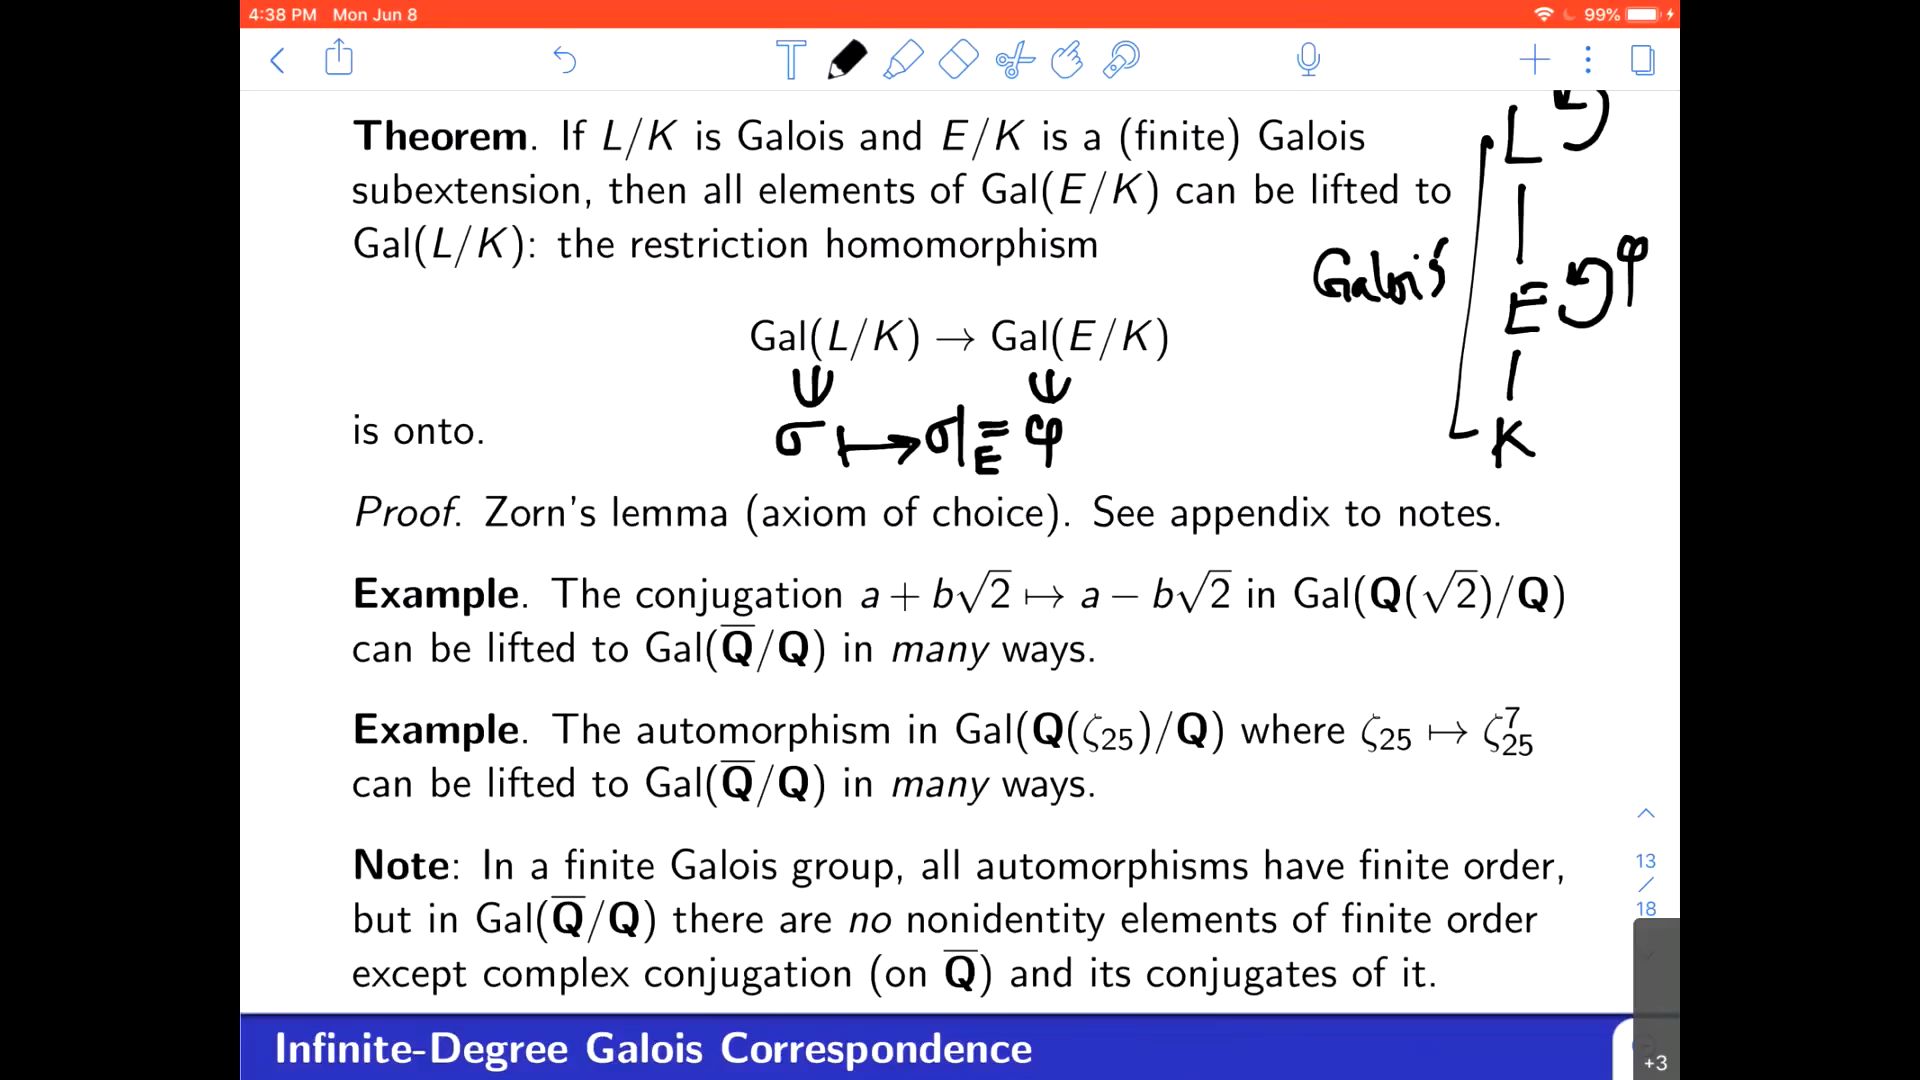 4:38 PM Mon Jun 8
99%
Theorem. If L/K is Galois and E/K is a (finite) Galois
subextension, then all elements of Gal(E/K) can be lifted to
Gal(L/K): the restriction homomorphism
Gal(L/K) → Gal(E/K)
σ ↦ σ|_E = φ
is onto.
L
Galois
E φ
K
Proof. Zorn's lemma (axiom of choice). See appendix to notes.
Example. The conjugation a + b√2 ↦ a − b√2 in Gal(Q(√2)/Q)
can be lifted to Gal(Q̅/Q) in many ways.
Example. The automorphism in Gal(Q(ζ₂₅)/Q) where ζ₂₅ ↦ ζ₂₅⁷
can be lifted to Gal(Q̅/Q) in many ways.
Note: In a finite Galois group, all automorphisms have finite order,
but in Gal(Q̅/Q) there are no nonidentity elements of finite order
except complex conjugation (on Q̅) and its conjugates of it.
13
/
18
Infinite-Degree Galois Correspondence
+3